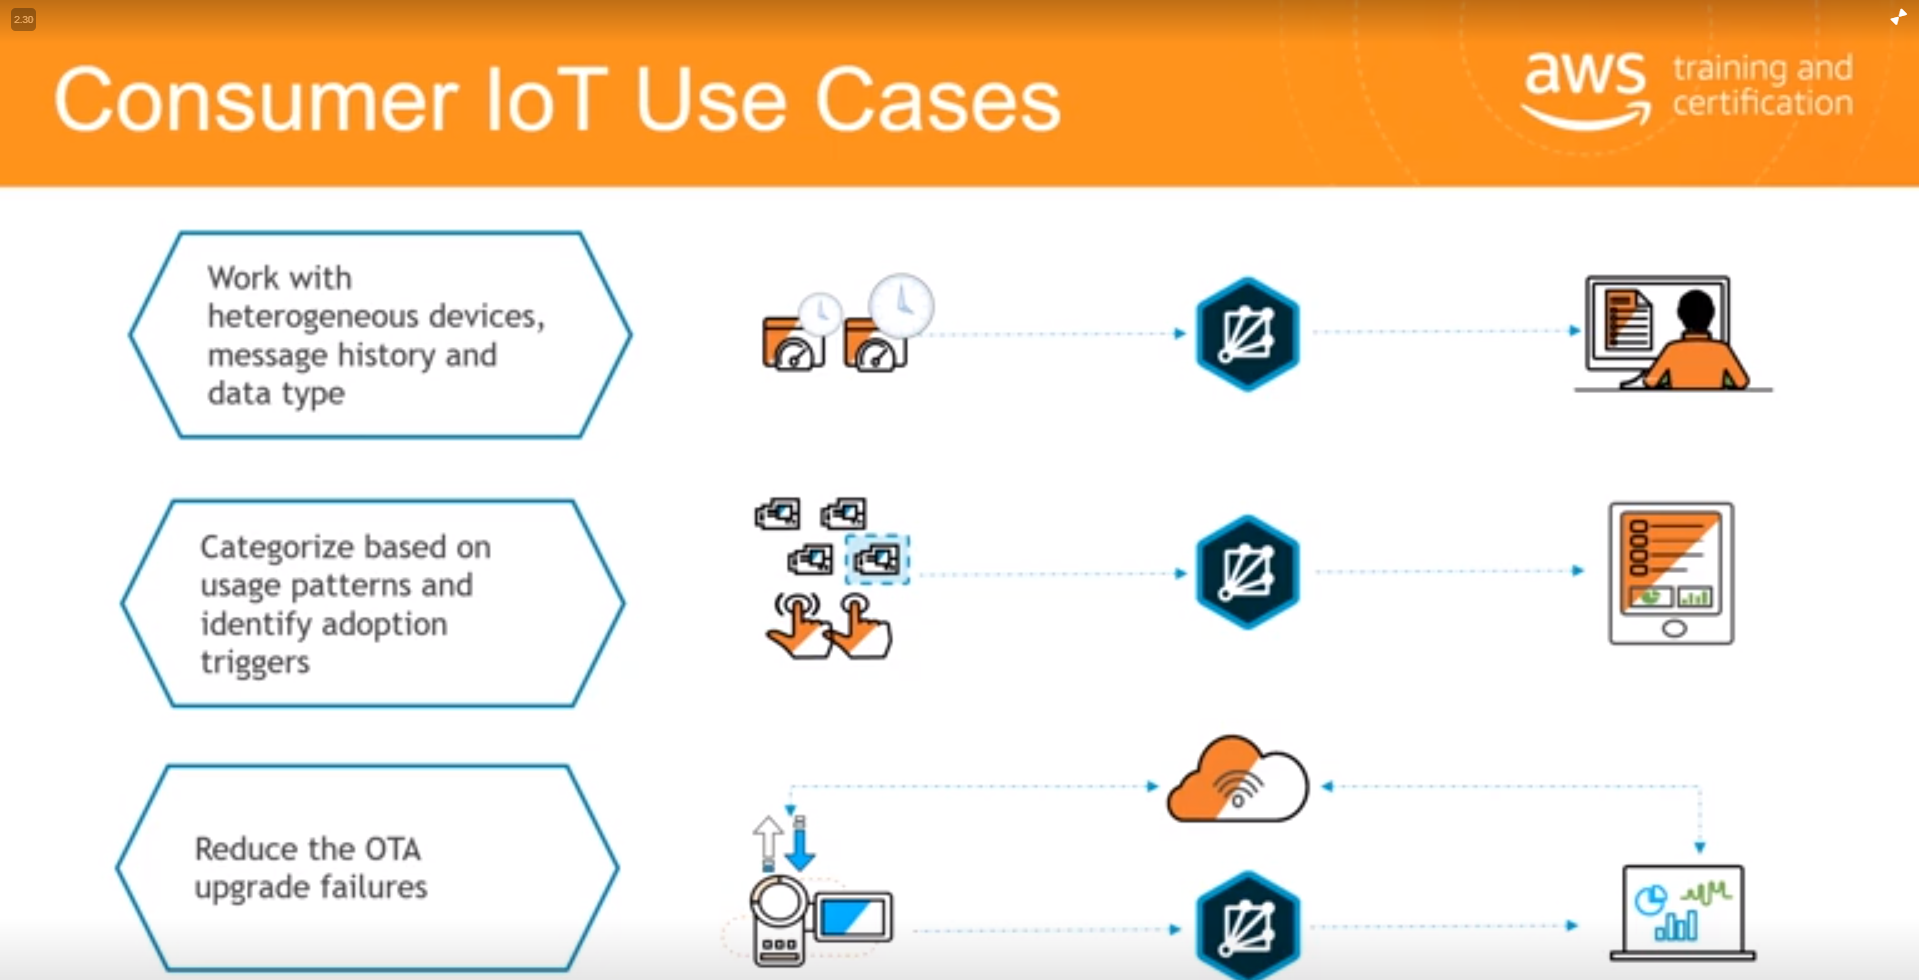 2.30
Consumer IoT Use Cases
aws
training and
certification
Work with
heterogeneous devices,
message history and
data type
Categorize based on
usage patterns and
identify adoption
triggers
Reduce the OTA
upgrade failures